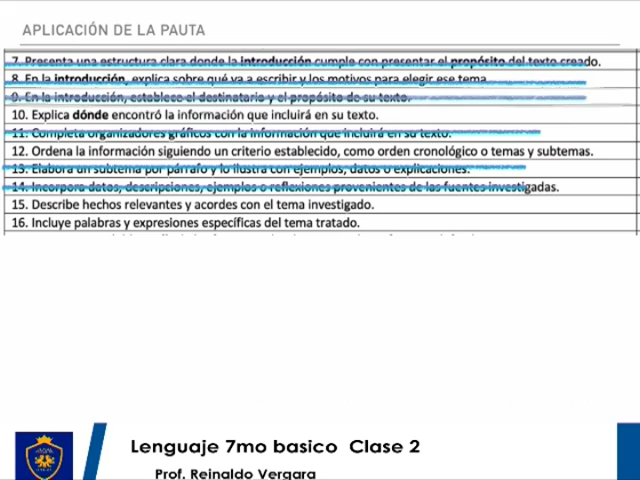 APLICACIÓN DE LA PAUTA
7. Presenta una estructura clara donde la introducción cumple con presentar el propósito del texto creado.
8. En la introducción, explica sobre qué va a escribir y los motivos para elegir ese tema.
9. En la introducción, establece el destinatario y el propósito de su texto.
10. Explica dónde encontró la información que incluirá en su texto.
11. Completa organizadores gráficos con la información que incluirá en su texto.
12. Ordena la información siguiendo un criterio establecido, como orden cronológico o temas y subtemas.
13. Elabora un subtema por párrafo y lo ilustra con ejemplos, datos o explicaciones.
14. Incorpora datos, descripciones, ejemplos o reflexiones provenientes de las fuentes investigadas.
15. Describe hechos relevantes y acordes con el tema investigado.
16. Incluye palabras y expresiones específicas del tema tratado.
Lenguaje 7mo basico Clase 2
Prof. Reinaldo Vergara